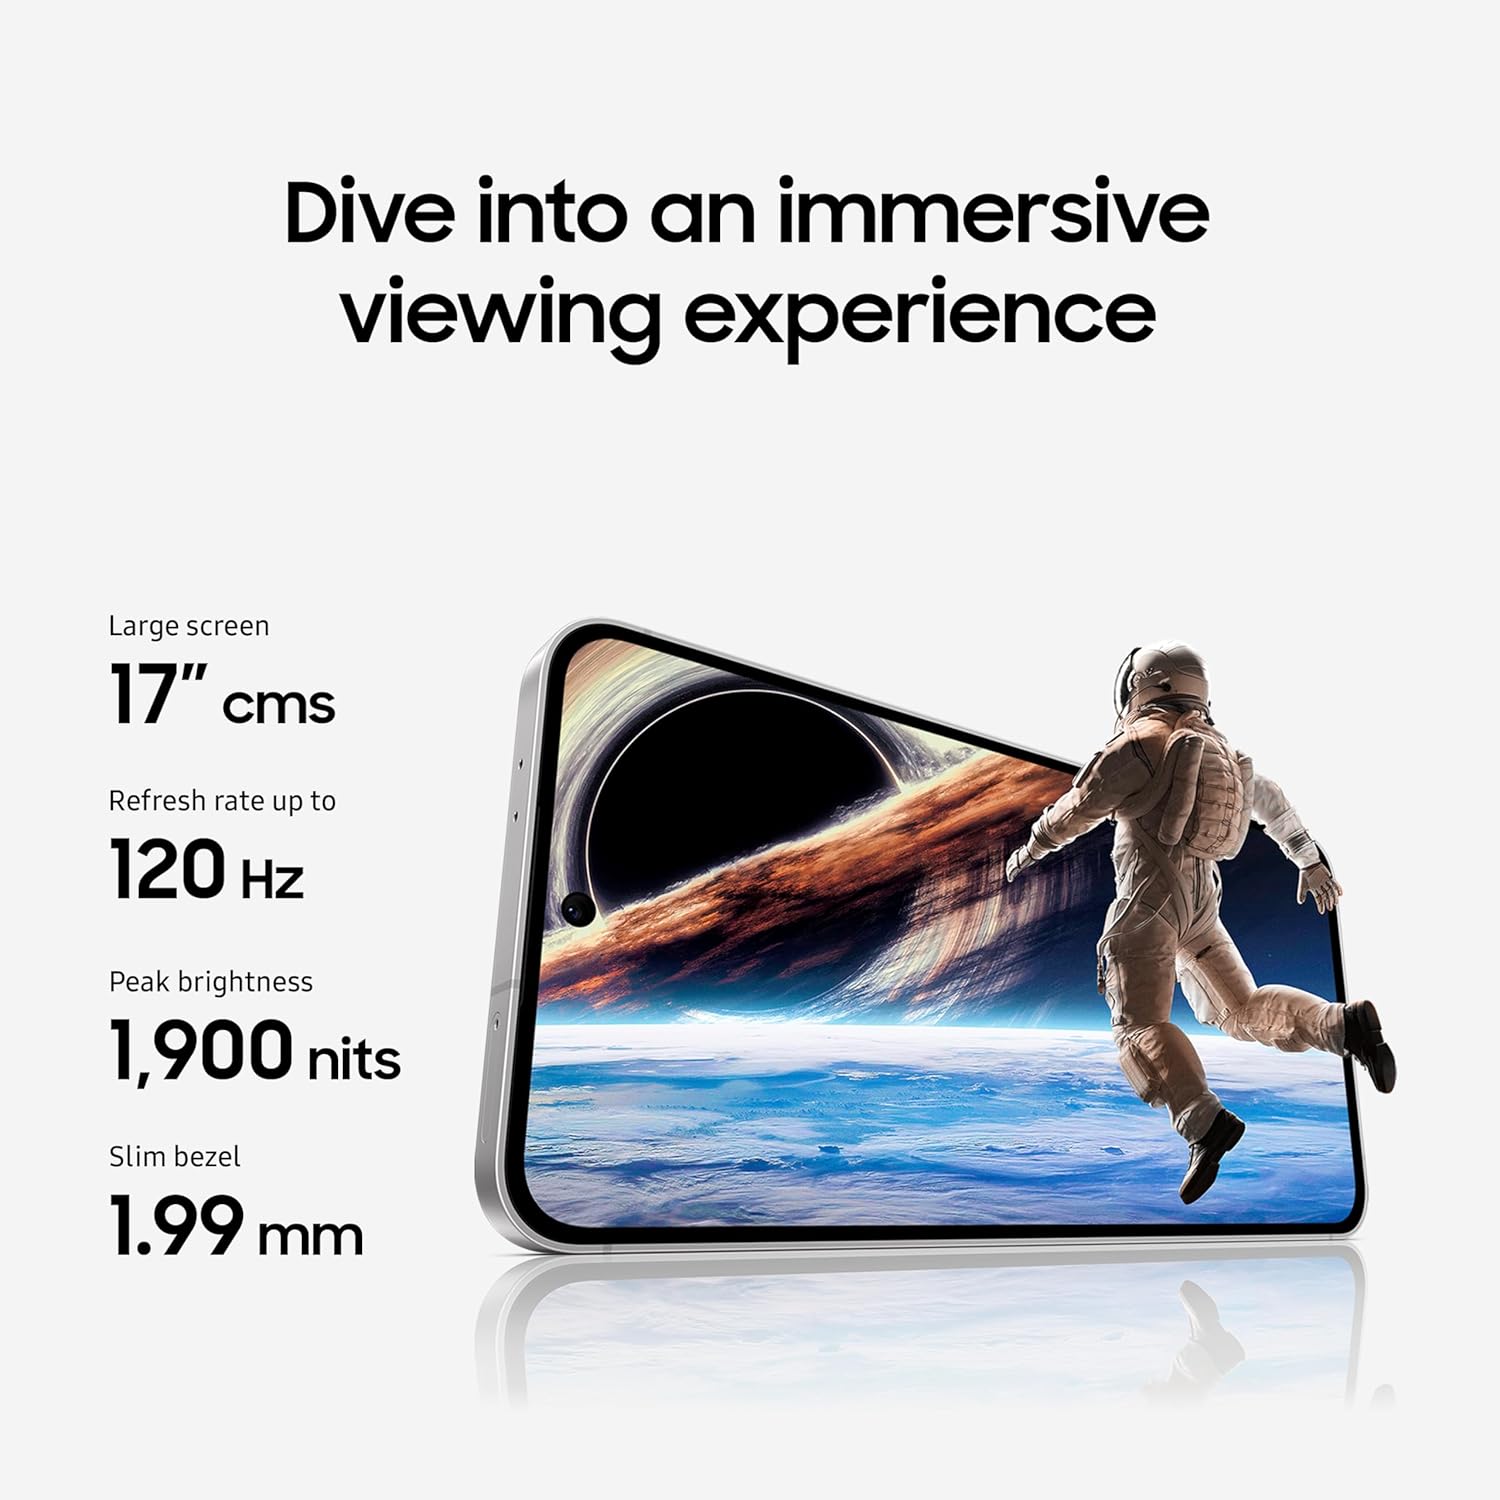 Dive into an immersive
viewing experience
Large screen
17” cms
Refresh rate up to
120 Hz
Peak brightness
1,900 nits
Slim bezel
1.99 mm